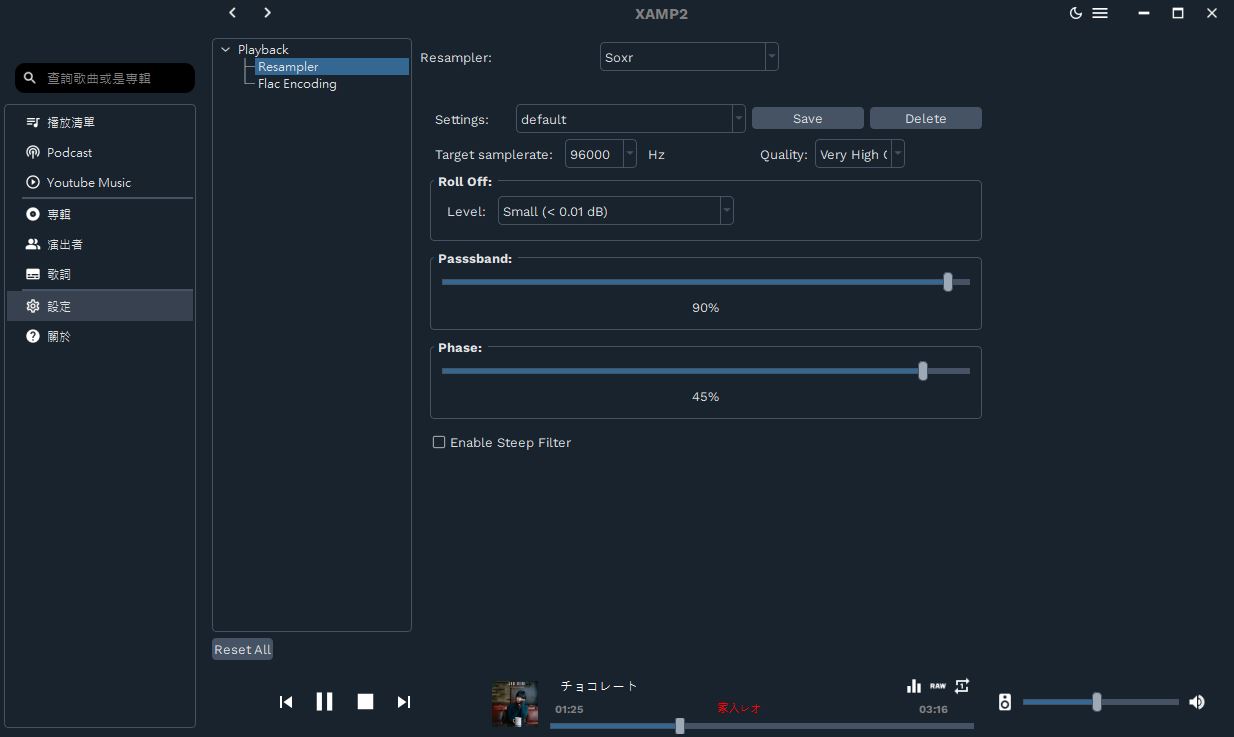 XAMP2
查詢歌曲或是專輯
播放清單
Podcast
Youtube Music
專輯
演出者
歌詞
設定
關於
Playback
Resampler
Flac Encoding
Reset All
Resampler: Soxr
Settings: default Save Delete
Target samplerate: 96000 Hz Quality: Very High (
Roll Off:
Level: Small (< 0.01 dB)
Passsband:
90%
Phase:
45%
Enable Steep Filter
チョコレート
RAW
1
01:25 家入レオ 03:16